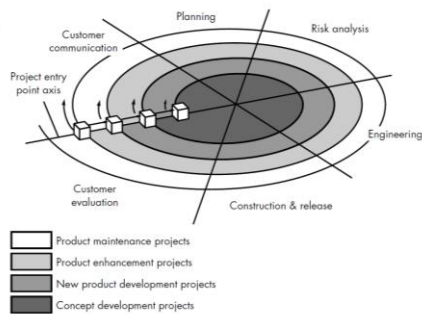 Planning
Risk analysis
Customer
communication
Project entry
point axis
Engineering
Customer
evaluation
Construction & release
Product maintenance projects
Product enhancement projects
New product development projects
Concept development projects